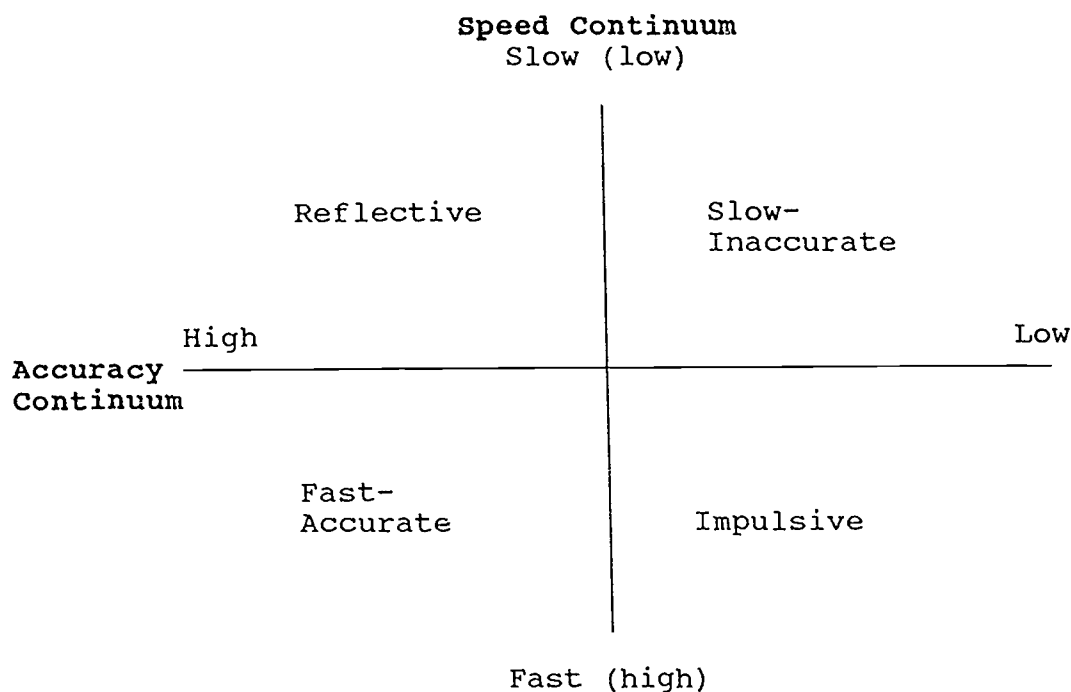 Speed Continuum
Slow (low)
Reflective
Slow-
Inaccurate
High
Low
Accuracy
Continuum
Fast-
Accurate
Impulsive
Fast (high)